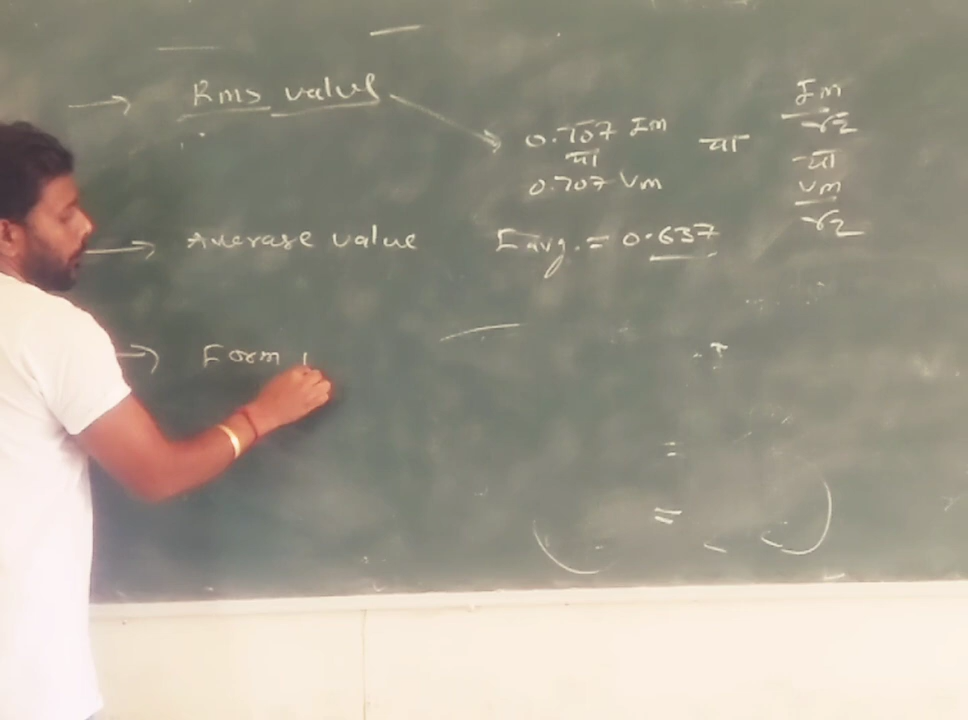 → Rms value → 0.707 Im या Im/√2
या या
0.707 Vm Vm/√2
→ Average value Eavg. = 0.637
→ Form
=
=